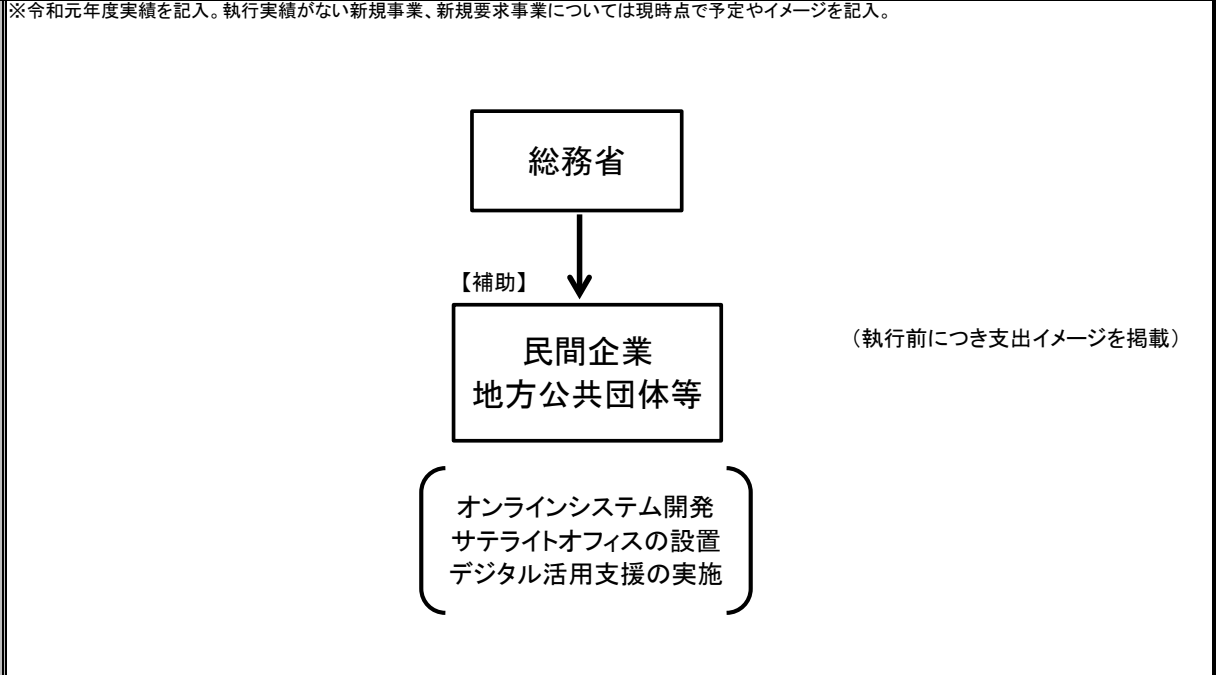 ※令和元年度実績を記入。執行実績がない新規事業、新規要求事業については現時点で予定やイメージを記入。
総務省
【補助】
民間企業
地方公共団体等
（執行前につき支出イメージを掲載）
オンラインシステム開発
サテライトオフィスの設置
デジタル活用支援の実施